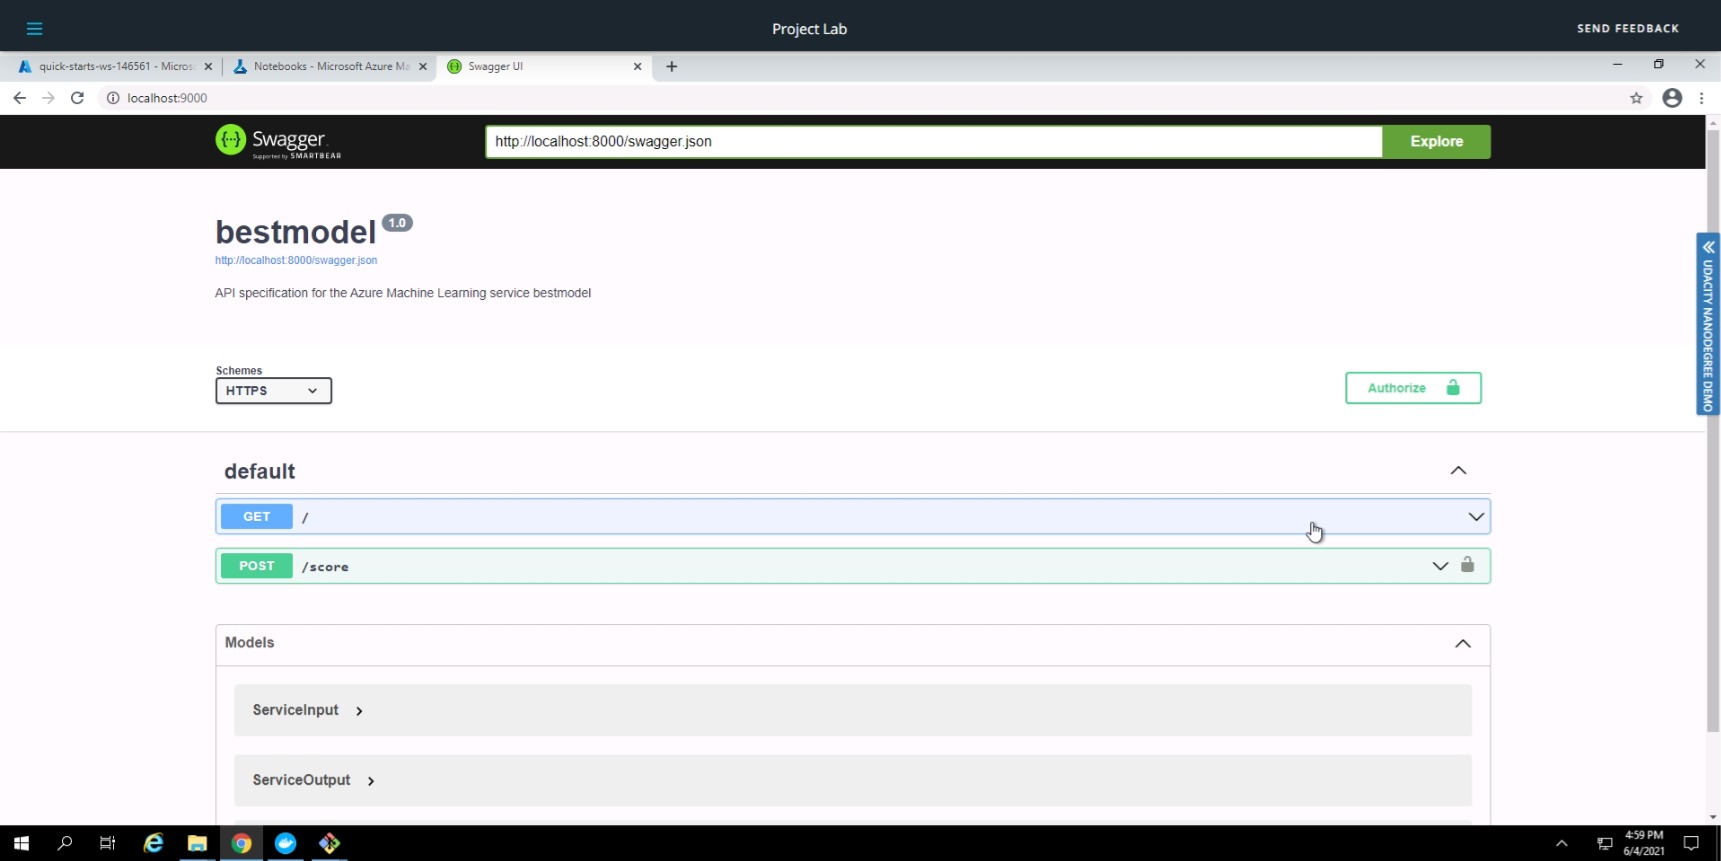 Project Lab
SEND FEEDBACK
quick-starts-ws-146561 - Micros
Notebooks - Microsoft Azure Ma
Swagger UI
localhost:9000
Swagger
Supported by SMARTBEAR
http://localhost:8000/swagger.json
Explore
bestmodel 1.0
http://localhost:8000/swagger.json
API specification for the Azure Machine Learning service bestmodel
UDACITY NANODEGREE DEMO
Schemes
HTTPS
Authorize
default
GET /
POST /score
Models
ServiceInput
ServiceOutput
4:59 PM
6/4/2021